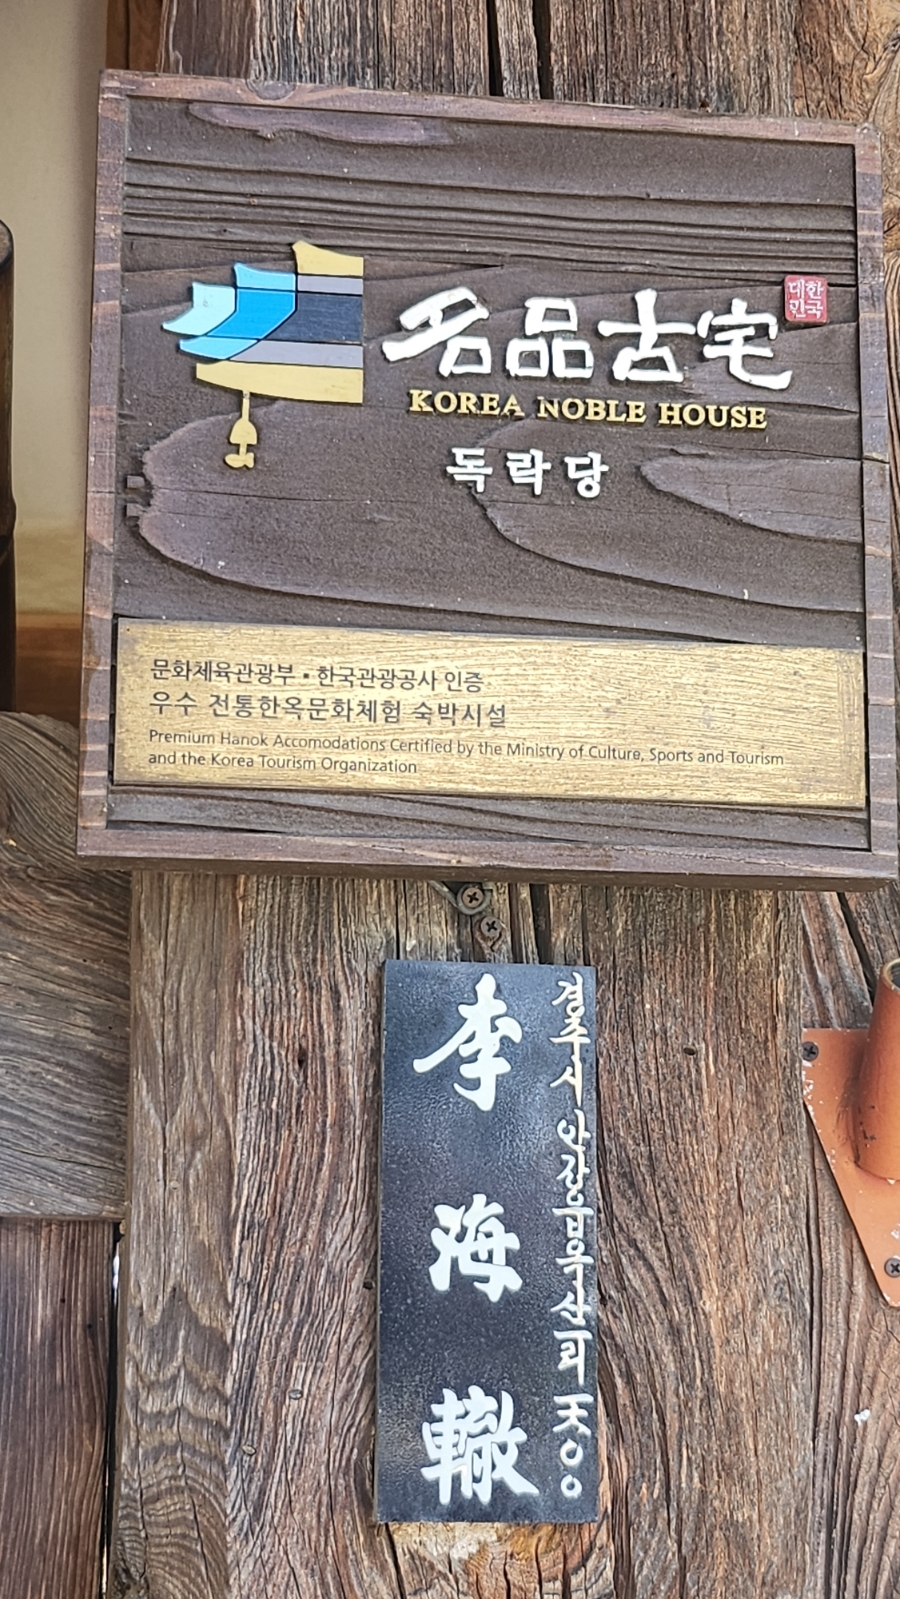 名品古宅
대한
민국
KOREA NOBLE HOUSE
독락당
문화체육관광부 · 한국관광공사 인증
우수 전통한옥문화체험 숙박시설
Premium Hanok Accomodations Certified by the Ministry of Culture, Sports and Tourism
and the Korea Tourism Organization
경주시 안강읍옥산리
李海轍